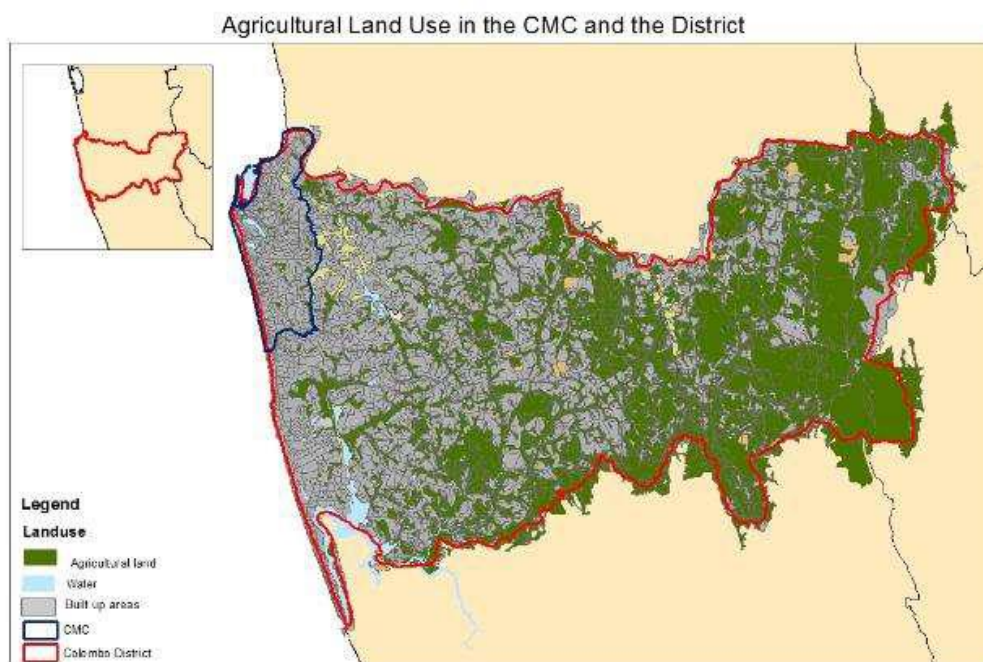 Agricultural Land Use in the CMC and the District
Legend
Landuse
Agricultural land
Water
Built up areas
CMC
Colombo District